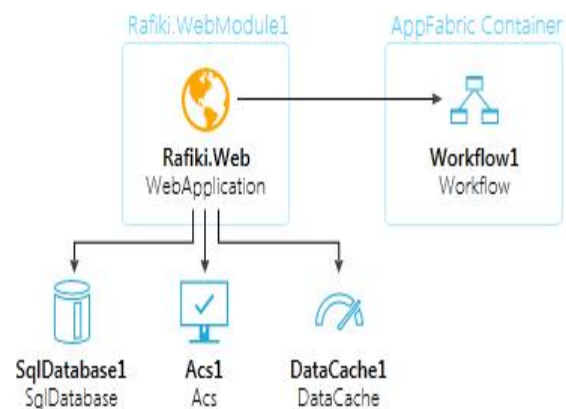 Rafiki.WebModule1
AppFabric Container
Rafiki.Web
WebApplication
Workflow1
Workflow
SqlDatabase1
SqlDatabase
Acs1
Acs
DataCache1
DataCache